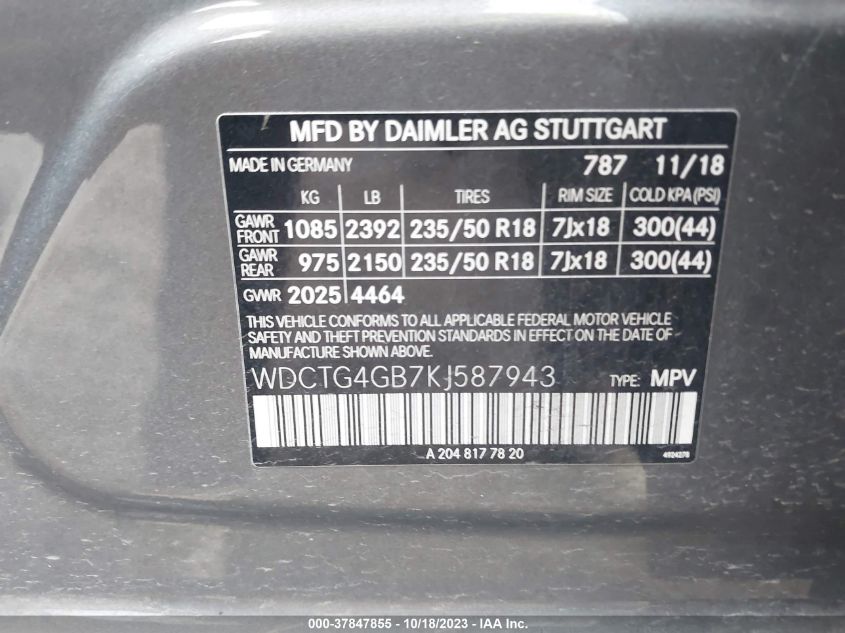 MFD BY DAIMLER AG STUTTGART
MADE IN GERMANY 787 11/18
KG LB TIRES RIM SIZE COLD KPA (PSI)
GAWR FRONT 1085 2392 235/50 R18 7Jx18 300(44)
GAWR REAR 975 2150 235/50 R18 7Jx18 300(44)
GVWR 2025 4464
THIS VEHICLE CONFORMS TO ALL APPLICABLE FEDERAL MOTOR VEHICLE
SAFETY AND THEFT PREVENTION STANDARDS IN EFFECT ON THE DATE OF
MANUFACTURE SHOWN ABOVE.
WDCTG4GB7KJ587943 TYPE: MPV
A 204 817 78 20 4924278
000-37847855 - 10/18/2023 - IAA Inc.